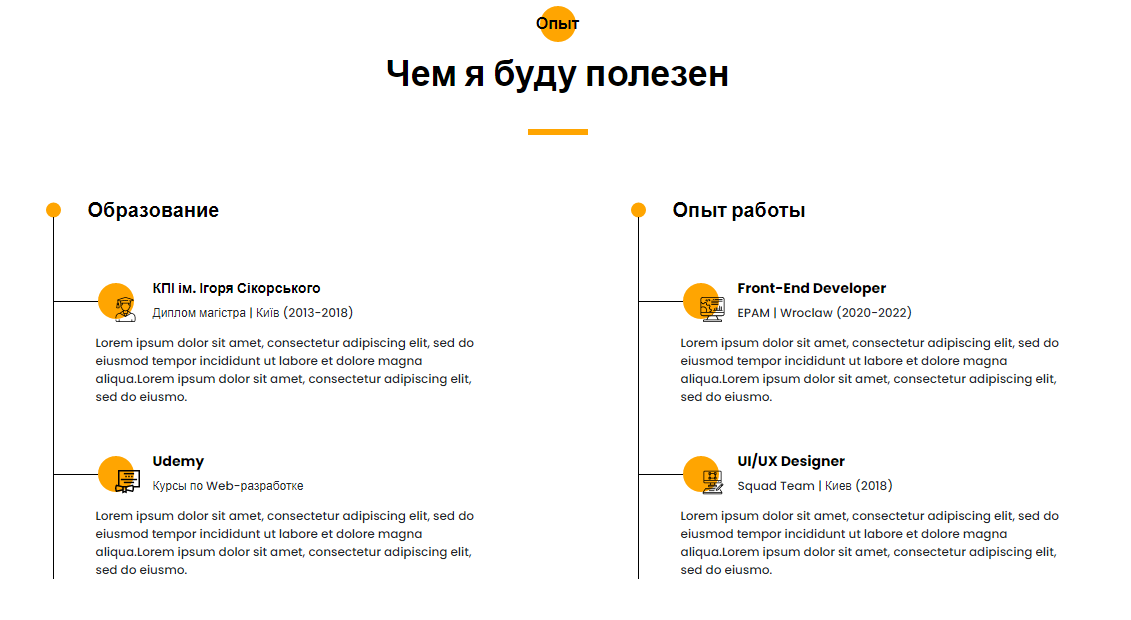 Опыт
Чем я буду полезен
Образование
КПІ ім. Ігоря Сікорського
Диплом магістра | Київ (2013-2018)
Lorem ipsum dolor sit amet, consectetur adipiscing elit, sed do
eiusmod tempor incididunt ut labore et dolore magna
aliqua.Lorem ipsum dolor sit amet, consectetur adipiscing elit,
sed do eiusmo.
Udemy
Курсы по Web-разработке
Lorem ipsum dolor sit amet, consectetur adipiscing elit, sed do
eiusmod tempor incididunt ut labore et dolore magna
aliqua.Lorem ipsum dolor sit amet, consectetur adipiscing elit,
sed do eiusmo.
Опыт работы
Front-End Developer
EPAM | Wroclaw (2020-2022)
Lorem ipsum dolor sit amet, consectetur adipiscing elit, sed do
eiusmod tempor incididunt ut labore et dolore magna
aliqua.Lorem ipsum dolor sit amet, consectetur adipiscing elit,
sed do eiusmo.
UI/UX Designer
Squad Team | Киев (2018)
Lorem ipsum dolor sit amet, consectetur adipiscing elit, sed do
eiusmod tempor incididunt ut labore et dolore magna
aliqua.Lorem ipsum dolor sit amet, consectetur adipiscing elit,
sed do eiusmo.